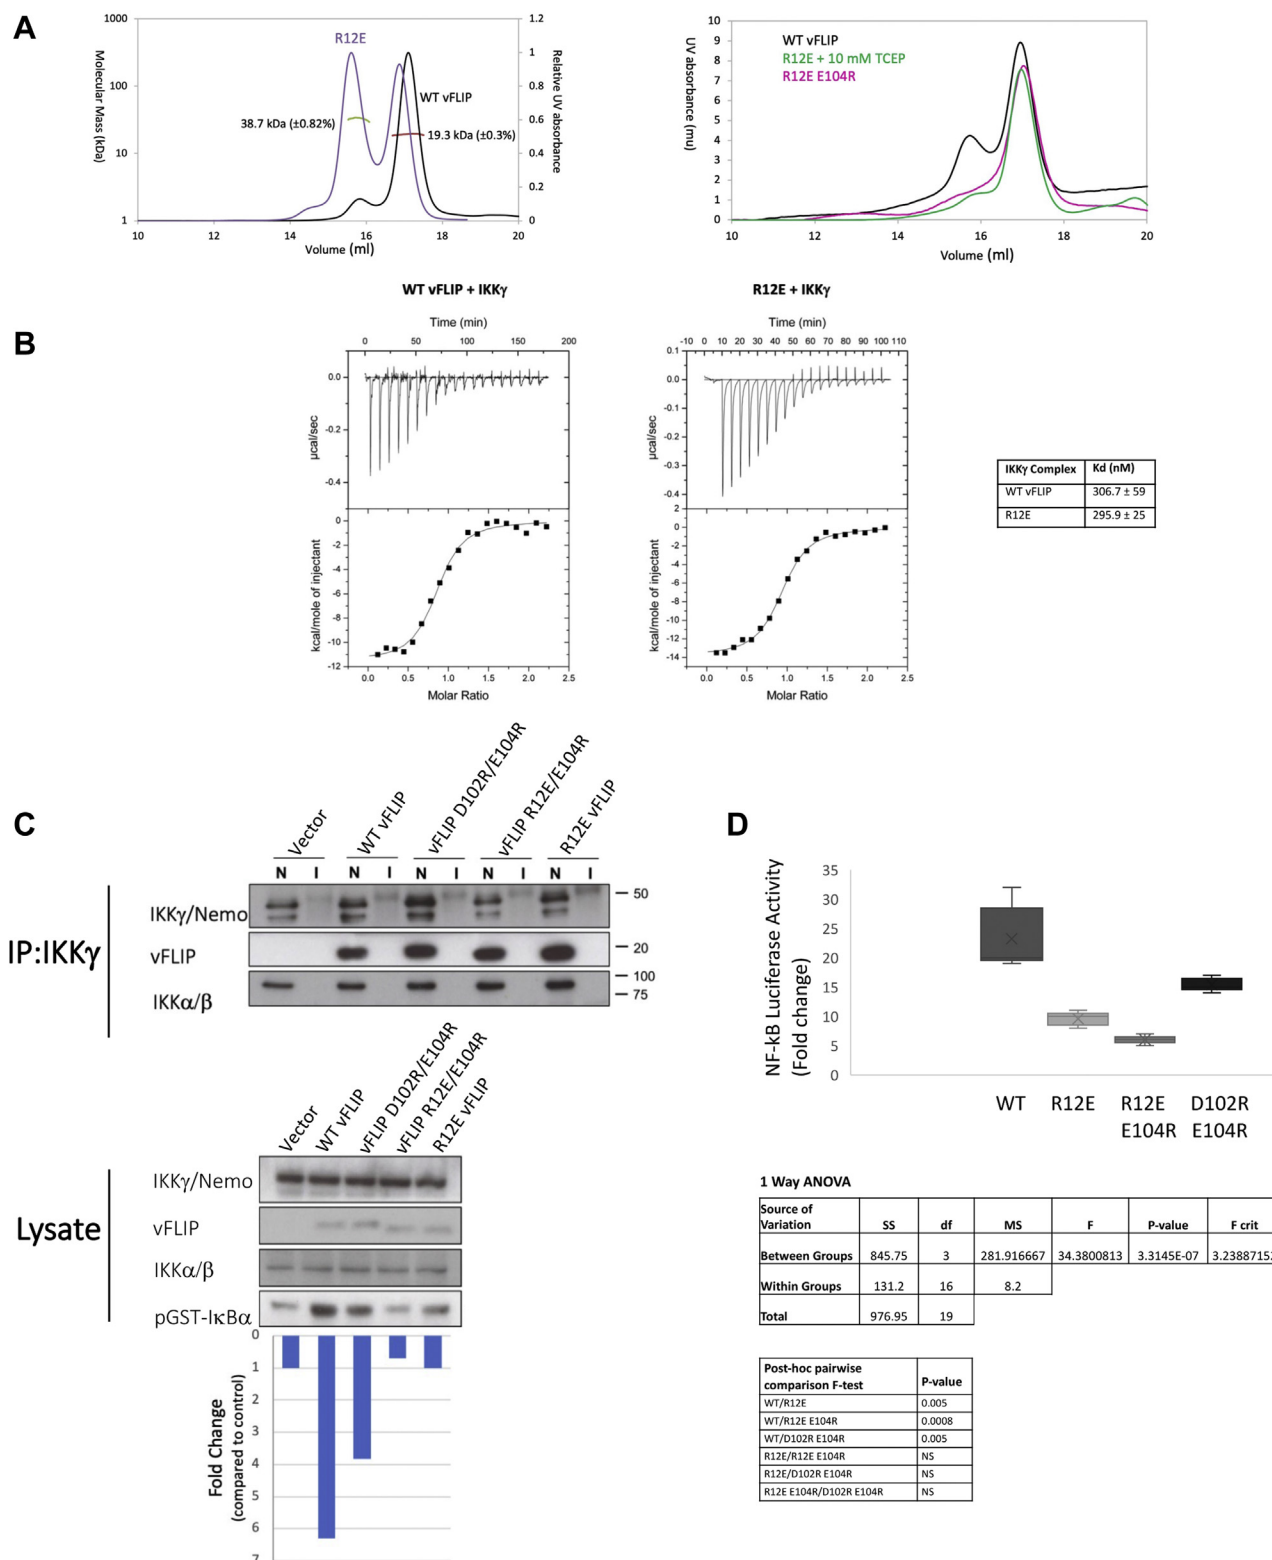 A
1000
100
10
1
Molecular Mass (kDa)
R12E
WT vFLIP
38.7 kDa (±0.82%)
19.3 kDa (±0.3%)
1.2
1
0.8
0.6
0.4
0.2
0
Relative UV absorbance
10 12 14 16 18 20
Volume (ml)
10
9
8
7
6
5
4
3
2
1
0
UV absorbance (mu)
WT vFLIP
R12E + 10 mM TCEP
R12E E104R
10 12 14 16 18 20
Volume (ml)
B
WT vFLIP + IKKγ
Time (min)
0 50 100 150 200
0.0
-0.2
-0.4
µcal/sec
0
-2
-4
-6
-8
-10
-12
kcal/mole of injectant
0.0 0.5 1.0 1.5 2.0 2.5
Molar Ratio
R12E + IKKγ
Time (min)
-10 0 10 20 30 40 50 60 70 80 90 100 110
0.1
0.0
-0.1
-0.2
-0.3
-0.4
µcal/sec
2
0
-2
-4
-6
-8
-10
-12
-14
kcal/mole of injectant
0.0 0.5 1.0 1.5 2.0 2.5
Molar Ratio
IKKγ Complex Kd (nM)
WT vFLIP 306.7 ± 59
R12E 295.9 ± 25
C
Vector
WT vFLIP
vFLIP D102R/E104R
vFLIP R12E/E104R
R12E vFLIP
N I N I N I N I N I
IP:IKKγ
IKKγ/Nemo
50
vFLIP
20
IKKα/β
100
75
Vector
WT vFLIP
vFLIP D102R/E104R
vFLIP R12E/E104R
R12E vFLIP
Lysate
IKKγ/Nemo
vFLIP
IKKα/β
pGST-IκBα
0
1
2
3
4
5
6
7
Fold Change
(compared to control)
D
NF-kB Luciferase Activity
(Fold change)
35
30
25
20
15
10
5
0
WT R12E R12E D102R
E104R E104R
1 Way ANOVA
Source of
Variation SS df MS F P-value F crit
Between Groups 845.75 3 281.916667 34.3800813 3.3145E-07
Within Groups 131.2 16 8.2
Total 976.95 19
Post-hoc pairwise
comparison F-test P-value
WT/R12E 0.005
WT/R12E E104R 0.0008
WT/D102R E104R 0.005
R12E/R12E E104R NS
R12E/D102R E104R NS
R12E E104R/D102R E104R NS